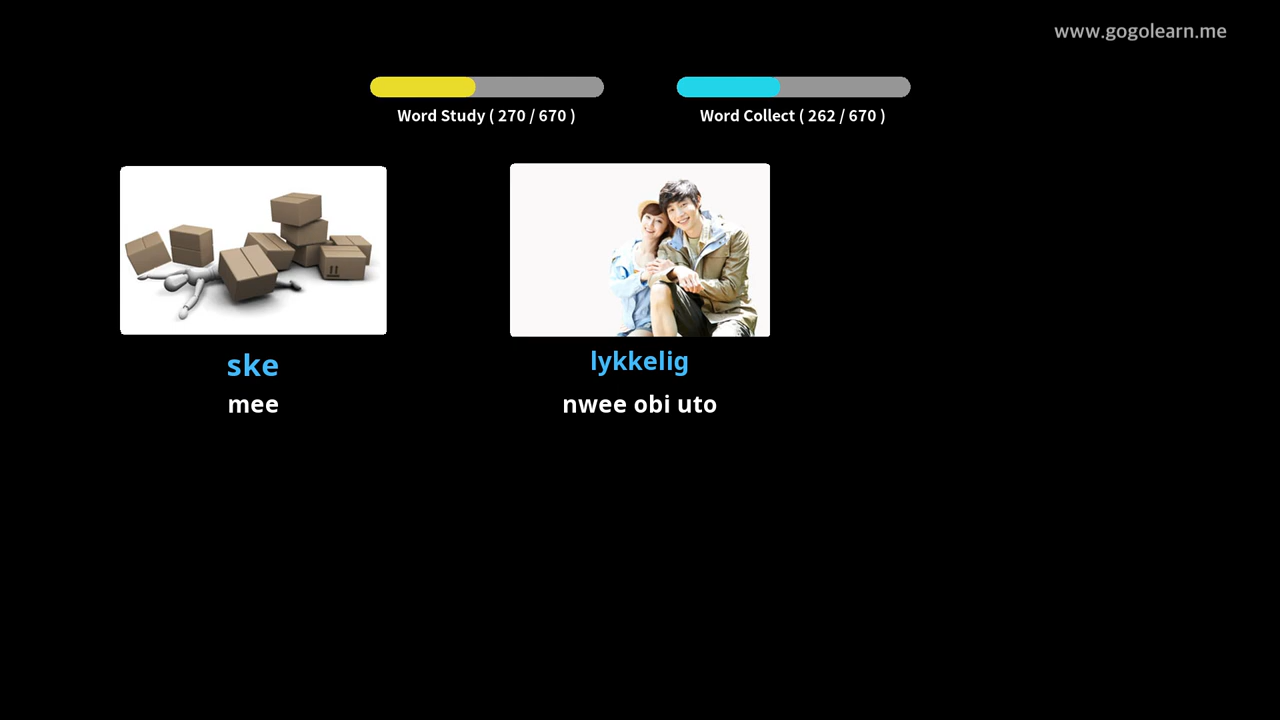 www.gogolearn.me
Word Study ( 270 / 670 )
Word Collect ( 262 / 670 )
ske
mee
lykkelig
nwee obi uto